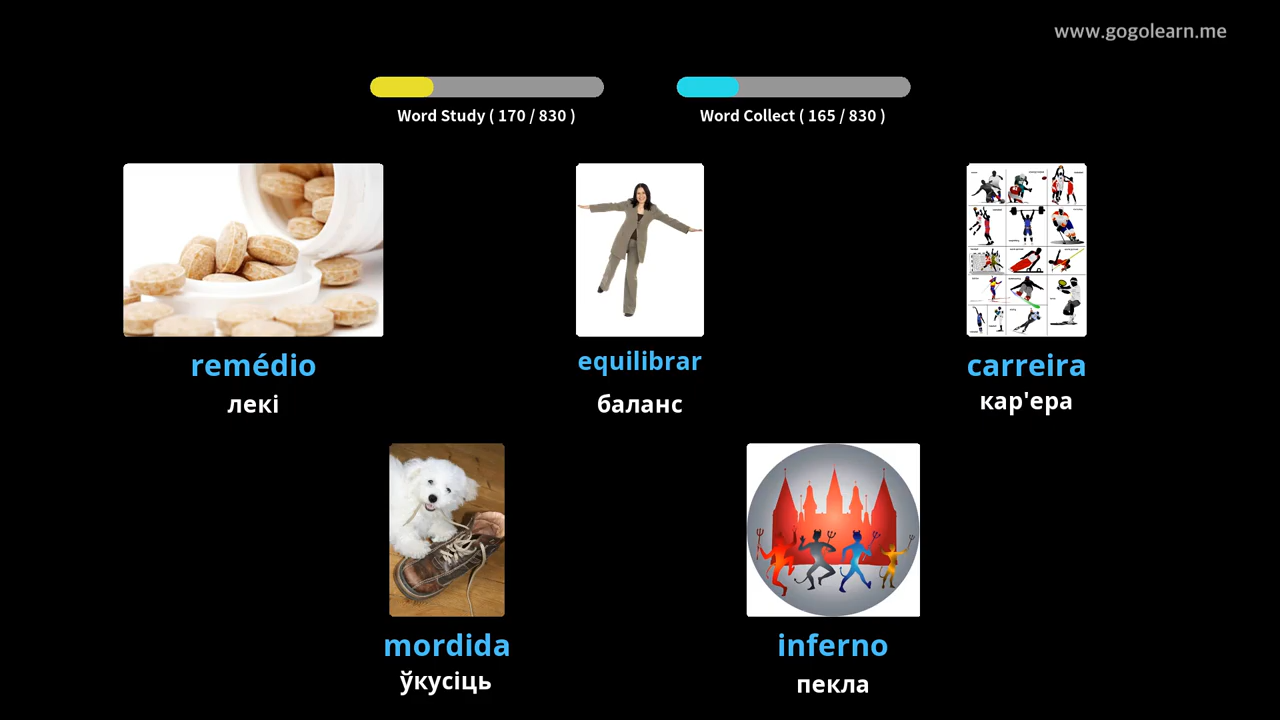 www.gogolearn.me
Word Study ( 170 / 830 )
Word Collect ( 165 / 830 )
remédio
лекі
equilibrar
баланс
carreira
кар'ера
mordida
ўкусіць
inferno
пекла